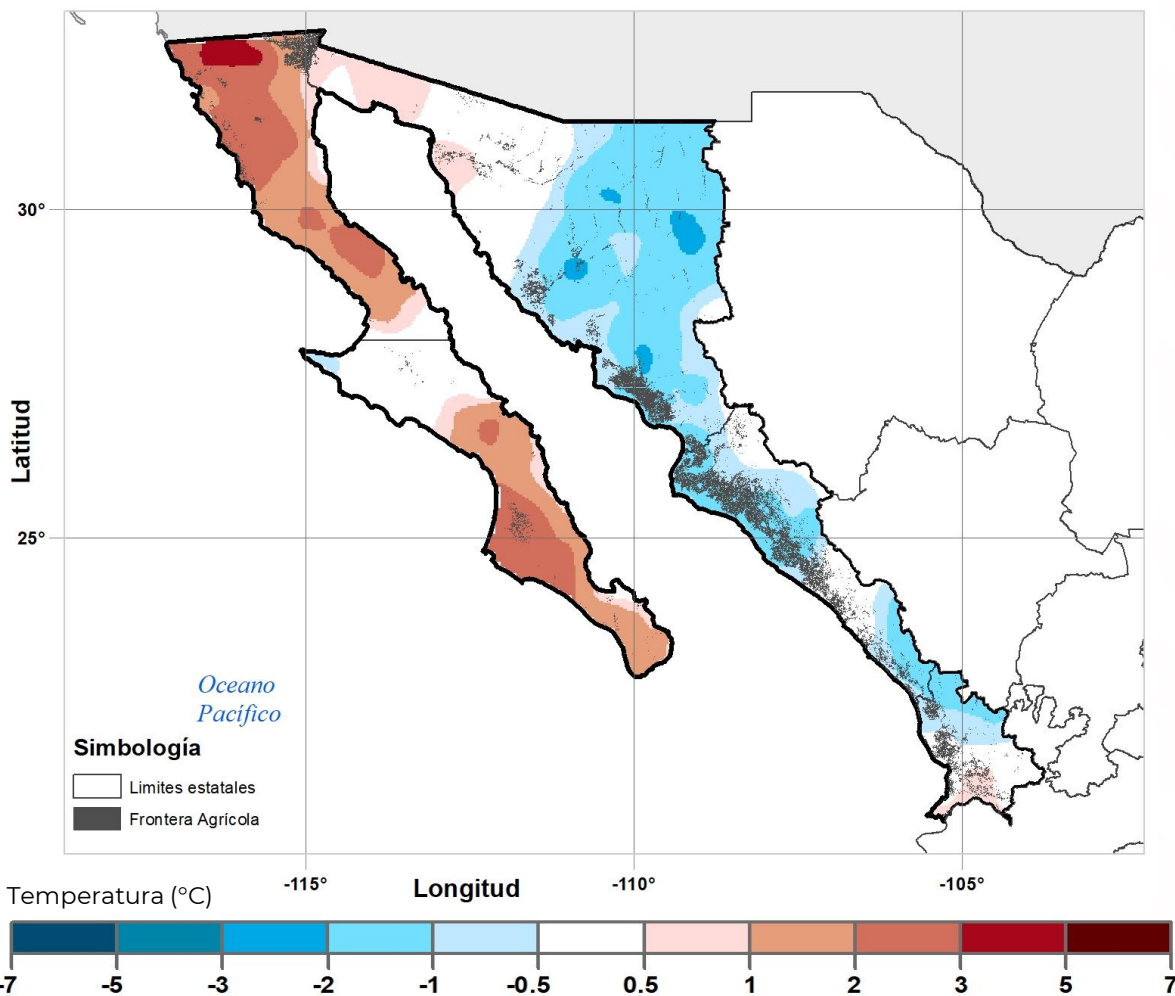 30°
25°
Latitud
Oceano
Pacífico
Simbología
Limites estatales
Frontera Agrícola
-115°
Longitud
-110°
-105°
Temperatura (°C)
-7
-5
-3
-2
-1
-0.5
0.5
1
2
3
5
7